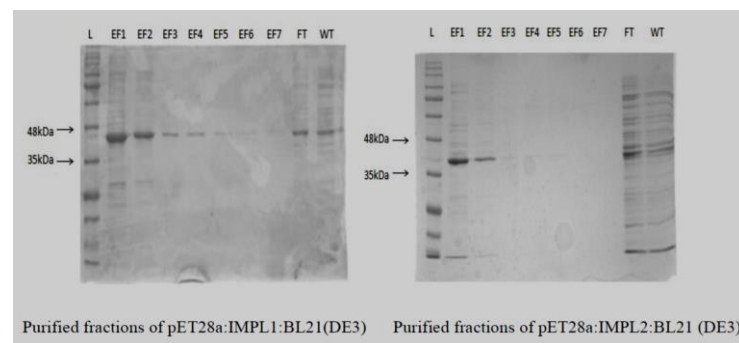 L EF1 EF2 EF3 EF4 EF5 EF6 EF7 FT WT
48kDa →
35kDa →
L EF1 EF2 EF3 EF4 EF5 EF6 EF7 FT WT
48kDa →
35kDa →
Purified fractions of pET28a:IMPL1:BL21(DE3)
Purified fractions of pET28a:IMPL2:BL21 (DE3)